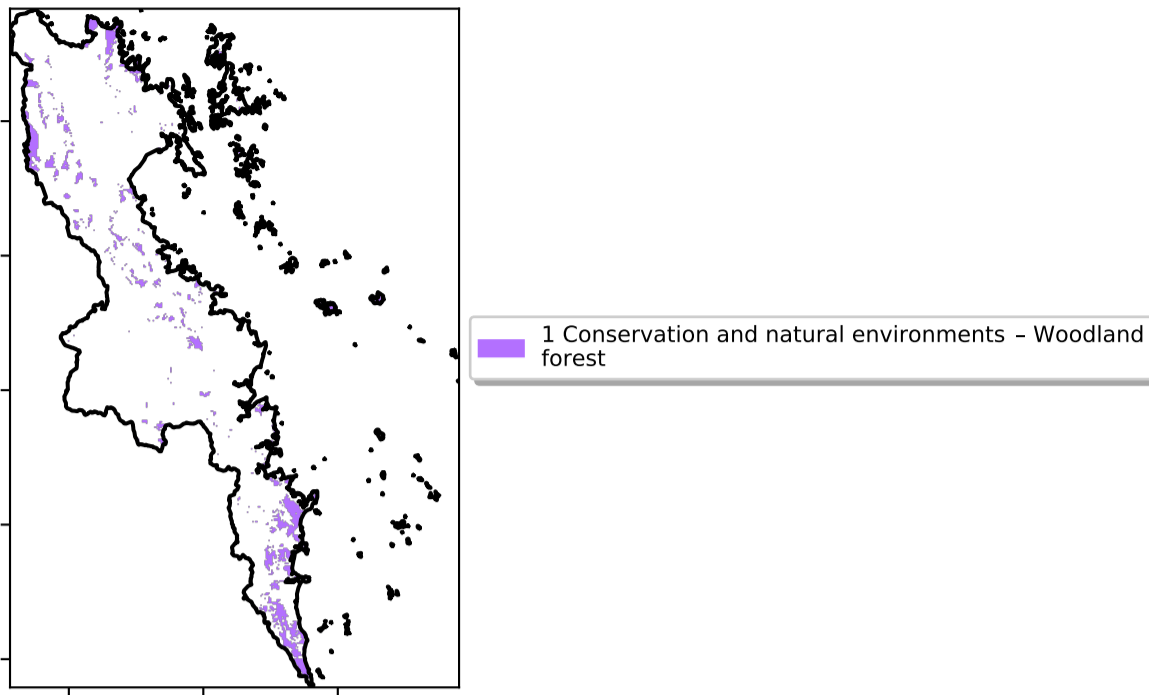 1 Conservation and natural environments – Woodland
forest